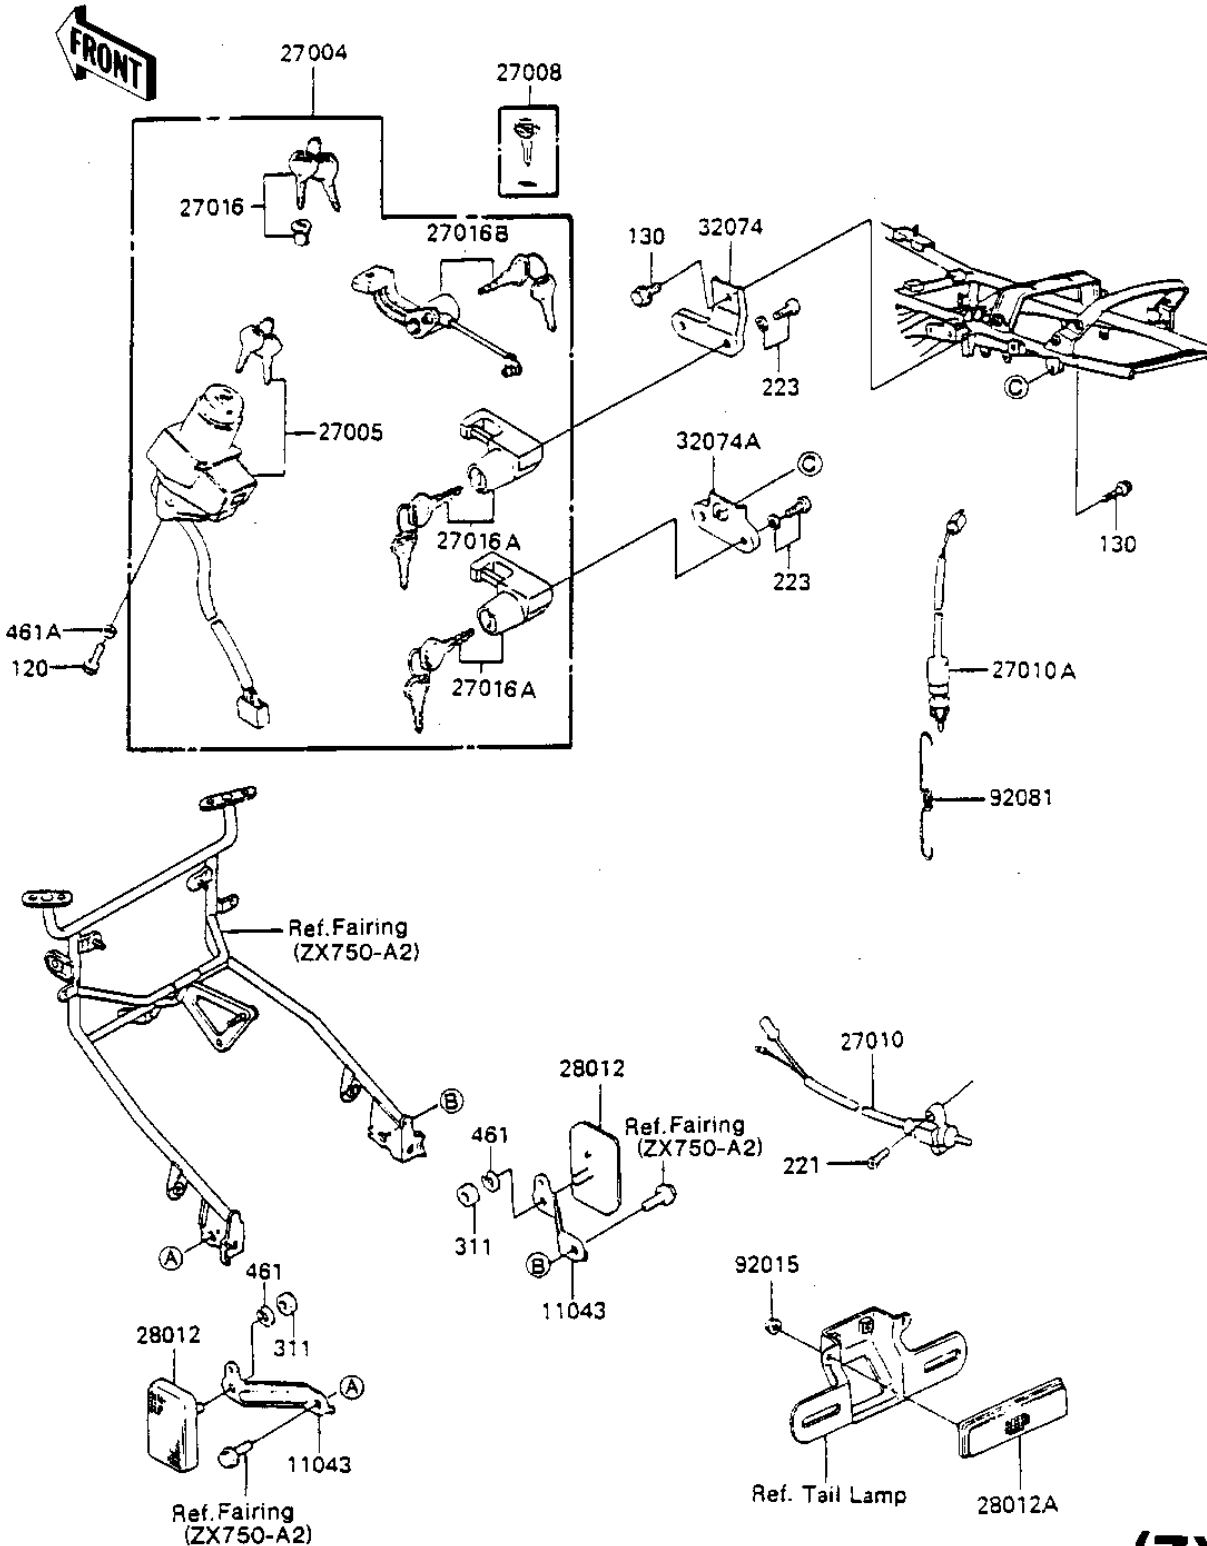 FRONT
27004
27008
27016
27016B
130
32074
223
27005
32074A
C
C
27016A
223
130
461A
120
27010A
27016A
92081
Ref.Fairing
(ZX750-A2)
27010
28012
B
461
Ref.Fairing
(ZX750-A2)
221
311
A
B
461
92015
11043
28012
311
A
11043
Ref. Tail Lamp
28012A
Ref.Fairing
(ZX750-A2)